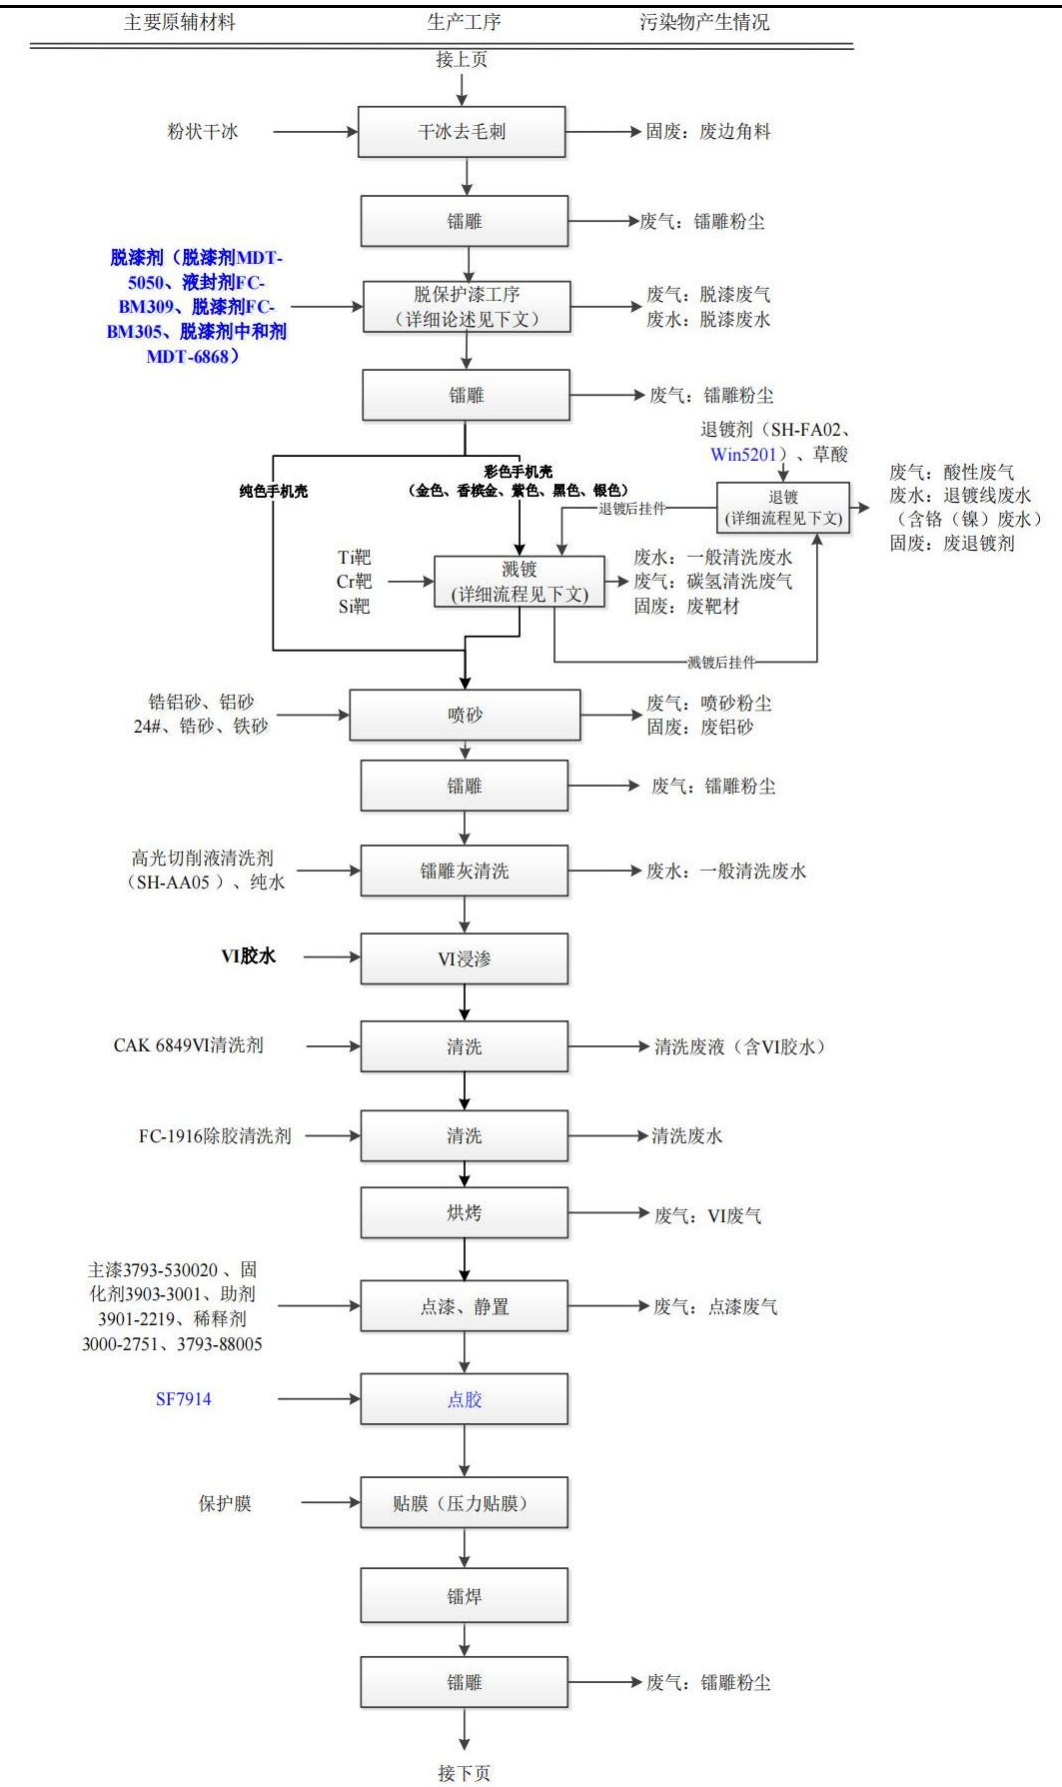 主要原辅材料 生产工序 污染物产生情况
接上页
粉状干冰 干冰去毛刺 固废：废边角料
镭雕 废气：镭雕粉尘
脱漆剂（脱漆剂MDT-
5050、液封剂FC-
BM309、脱漆剂FC-
BM305、脱漆剂中和剂
MDT-6868）
脱保护漆工序
（详细论述见下文）
废气：脱漆废气
废水：脱漆废水
镭雕 废气：镭雕粉尘
退镀剂（SH-FA02、
Win5201）、草酸
纯色手机壳
彩色手机壳
（金色、香槟金、紫色、黑色、银色）
退镀后挂件
退镀
(详细流程见下文)
废气：酸性废气
废水：退镀线废水
（含铬（镍）废水）
固废：废退镀剂
Ti靶
Cr靶
Si靶
溅镀
(详细流程见下文)
废水：一般清洗废水
废气：碳氢清洗废气
固废：废靶材
溅镀后挂件
锆铝砂、铝砂
24#、锆砂、铁砂
喷砂
废气：喷砂粉尘
固废：废铝砂
镭雕 废气：镭雕粉尘
高光切削液清洗剂
（SH-AA05 ）、纯水
镭雕灰清洗 废水：一般清洗废水
VI胶水 VI浸渗
CAK 6849VI清洗剂 清洗 清洗废液（含VI胶水）
FC-1916除胶清洗剂 清洗 清洗废水
烘烤 废气：VI废气
主漆3793-530020 、固
化剂3903-3001、助剂
3901-2219、稀释剂
3000-2751、3793-88005
点漆、静置 废气：点漆废气
SF7914 点胶
保护膜 贴膜（压力贴膜）
镭焊
镭雕 废气：镭雕粉尘
接下页